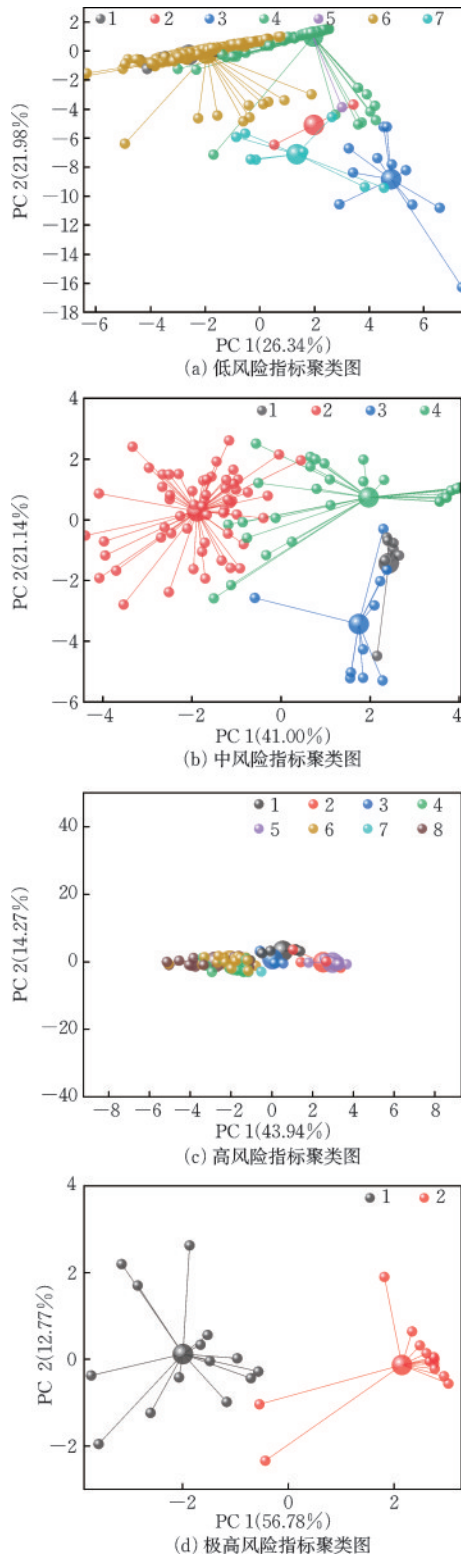 1 2 3 4 5 6 7
2
0
−2
−4
−6
−8
−10
−12
−14
−16
−18
PC 2(21.98%)
−6 −4 −2 0 2 4 6
PC 1(26.34%)
(a) 低风险指标聚类图
1 2 3 4
4
2
0
−2
−4
−6
PC 2(21.14%)
−4 −2 0 2 4
PC 1(41.00%)
(b) 中风险指标聚类图
1 2 3 4
5 6 7 8
40
20
0
−20
−40
PC 2(14.27%)
−8 −6 −4 −2 0 2 4 6 8
PC 1(43.94%)
(c) 高风险指标聚类图
1 2
4
2
0
−2
PC 2(12.77%)
−2 0 2
PC 1(56.78%)
(d) 极高风险指标聚类图